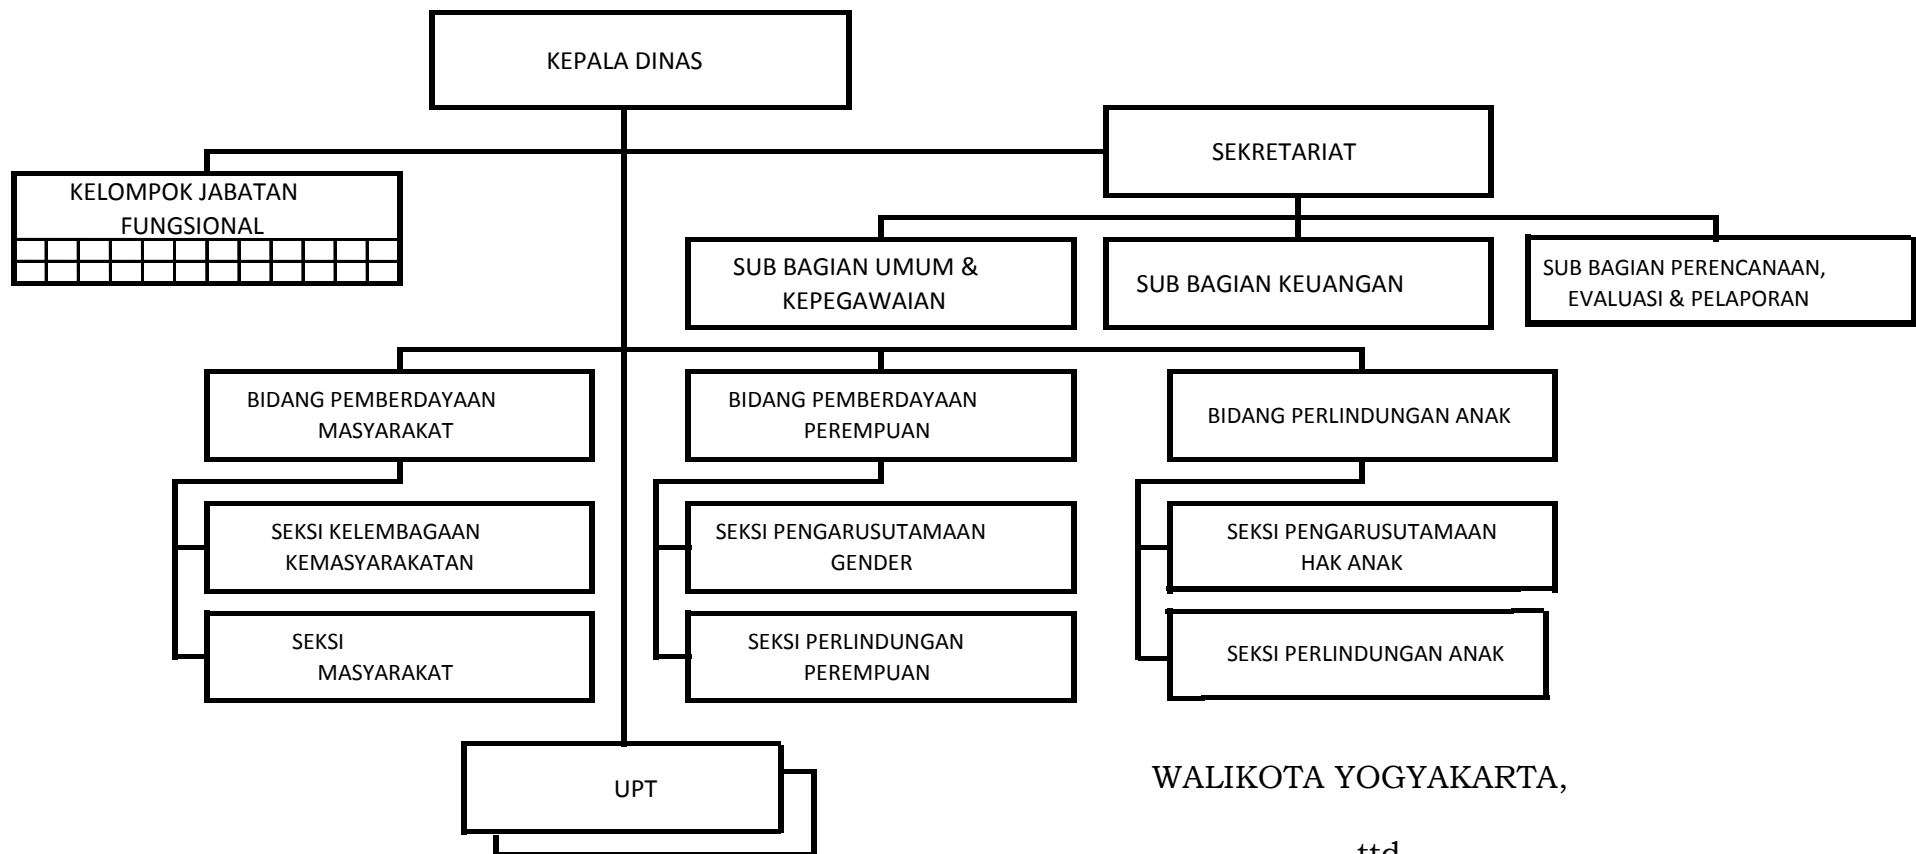 KEPALA DINAS
SEKRETARIAT
KELOMPOK JABATAN
FUNGSIONAL
SUB BAGIAN UMUM &
KEPEGAWAIAN
SUB BAGIAN KEUANGAN
SUB BAGIAN PERENCANAAN,
EVALUASI & PELAPORAN
BIDANG PEMBERDAYAAN
MASYARAKAT
BIDANG PEMBERDAYAAN
PEREMPUAN
BIDANG PERLINDUNGAN ANAK
SEKSI KELEMBAGAAN
KEMASYARAKATAN
SEKSI PENGARUSUTAMAAN
GENDER
SEKSI PENGARUSUTAMAAN
HAK ANAK
SEKSI
MASYARAKAT
SEKSI PERLINDUNGAN
PEREMPUAN
SEKSI PERLINDUNGAN ANAK
UPT
WALIKOTA YOGYAKARTA,
ttd